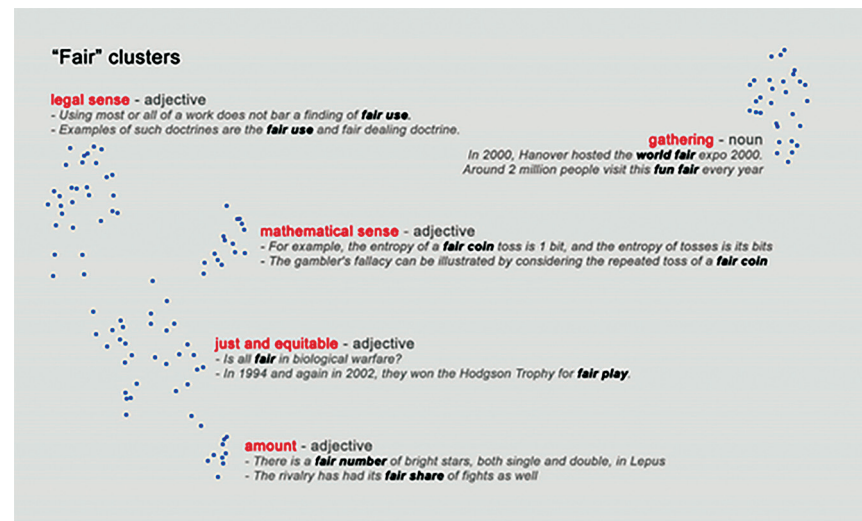 "Fair" clusters
legal sense - adjective
- Using most or all of a work does not bar a finding of fair use.
- Examples of such doctrines are the fair use and fair dealing doctrine.
gathering - noun
In 2000, Hanover hosted the world fair expo 2000.
Around 2 million people visit this fun fair every year
mathematical sense - adjective
- For example, the entropy of a fair coin toss is 1 bit, and the entropy of tosses is its bits
- The gambler's fallacy can be illustrated by considering the repeated toss of a fair coin
just and equitable - adjective
- Is all fair in biological warfare?
- In 1994 and again in 2002, they won the Hodgson Trophy for fair play.
amount - adjective
- There is a fair number of bright stars, both single and double, in Lepus
- The rivalry has had its fair share of fights as well